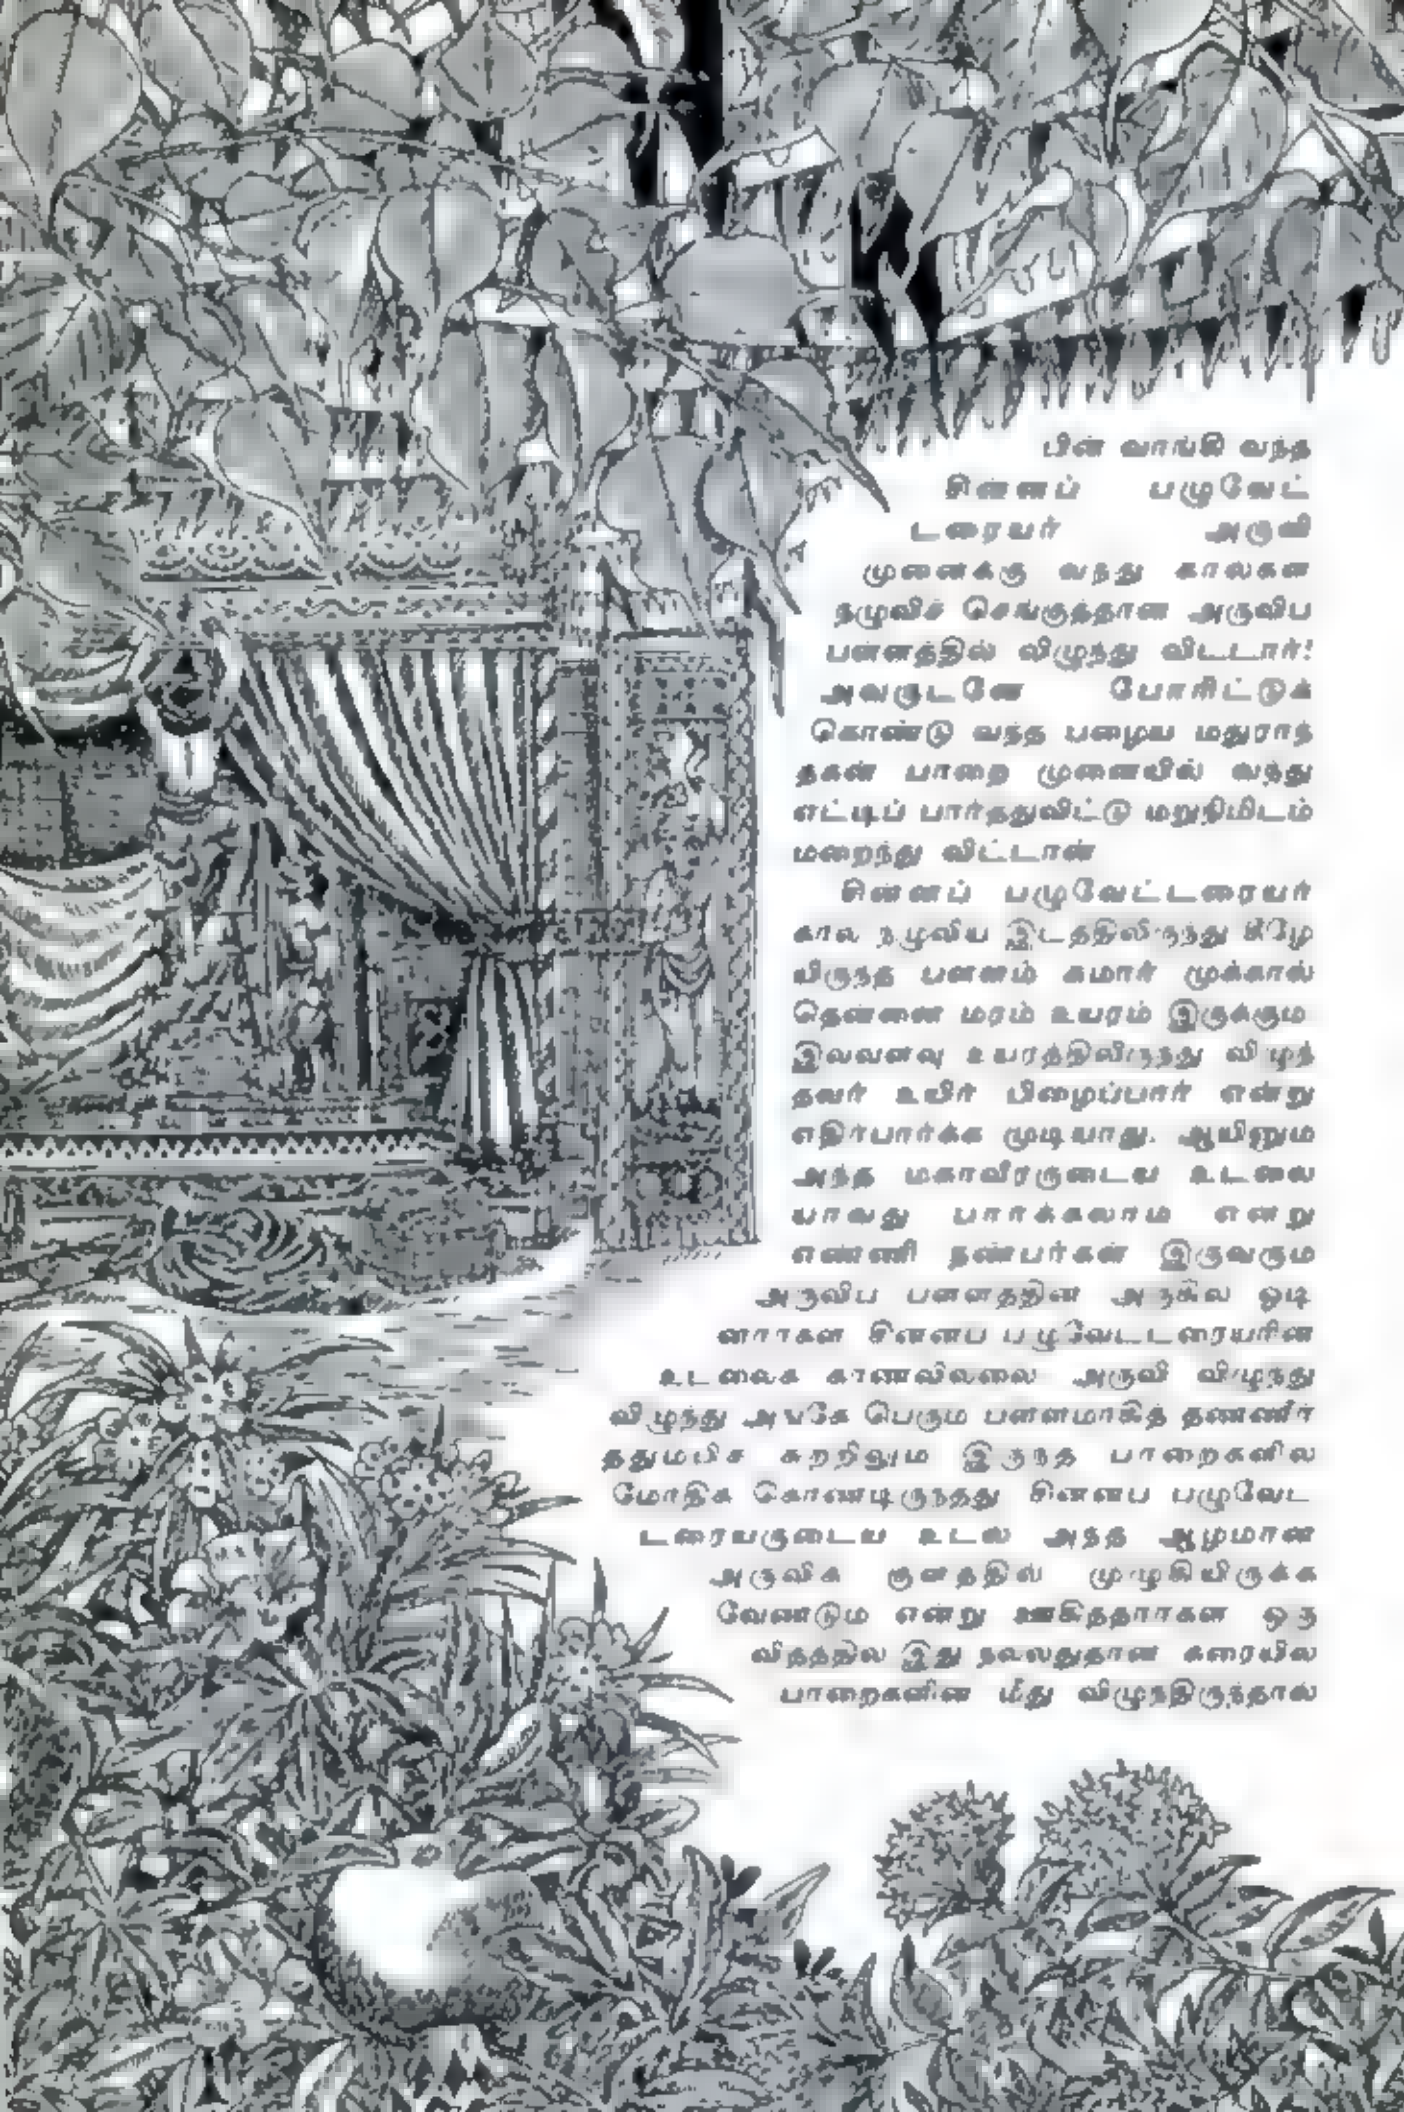 பின் வாங்கி வந்த
சின்னப் பழுவேட்
டரையர் அருவி
முனைக்கு வந்து கால்கள்
நழுவிச் செங்குத்தான அருவிப்
பள்ளத்தில் விழுந்து விட்டார்!
அவருடனே போரிட்டுக்
கொண்டு வந்த பழைய மதுராந்
தகன் பாறை முனையில் வந்து
எட்டிப் பார்த்துவிட்டு மறுநிமிடம்
மறைந்து விட்டான்
சின்னப் பழுவேட்டரையர்
கால் நழுவிய இடத்திலிருந்து கீழே
யிருந்த பள்ளம் சுமார் முக்கால்
தென்னை மரம் உயரம் இருக்கும்
இவ்வளவு உயரத்திலிருந்து விழுந்
தவர் உயிர் பிழைப்பார் என்று
எதிர்பார்க்க முடியாது. ஆயினும்
அந்த மகாவீரருடைய உடலை
யாவது பார்க்கலாம் என்று
எண்ணி நண்பர்கள் இருவரும்
அருவிப் பள்ளத்தின் அருகில் ஓடி
னார்கள் சின்னப் பழுவேட்டரையரின்
உடலைக் காணவில்லை அருவி விழுந்து
விழுந்து அங்கே பெரும் பள்ளமாகித் தண்ணீர்
ததும்பிச் சுற்றிலும் இருந்த பாறைகளில்
மோதிக் கொண்டிருந்தது சின்னப் பழுவேட்
டரையருடைய உடல் அந்த ஆழமான
அருவிக் குளத்தில் முழுகியிருக்க
வேண்டும் என்று ஊகித்தார்கள் ஒரு
விதத்தில் இது நல்லதுதான் கரையில்
பாறைகளின் மீது விழுந்திருந்தால்